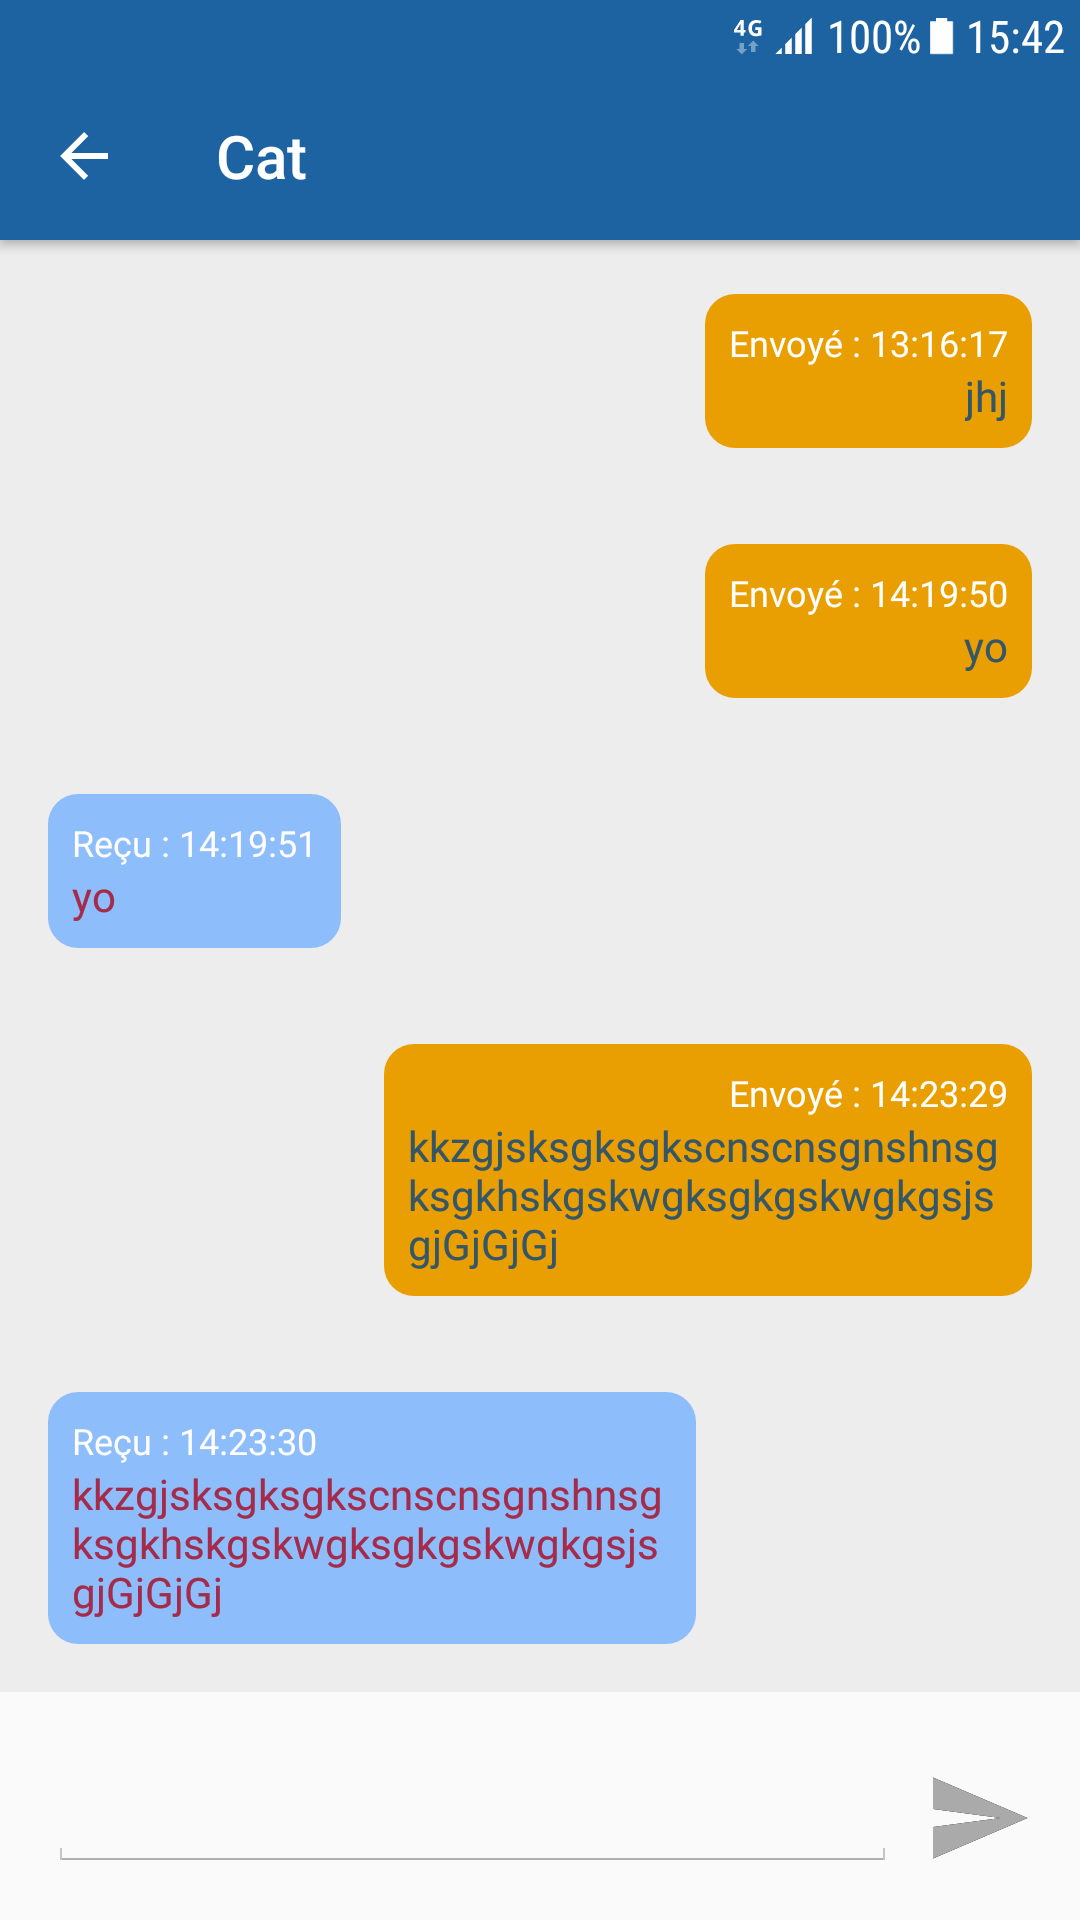 4G 100% 15:42
Cat
Envoyé : 13:16:17
jhj
Envoyé : 14:19:50
yo
Reçu : 14:19:51
yo
Envoyé : 14:23:29
kkzgjsksgksgkscnscnsgnshnsg
ksgkhskgskwgksgkgskwgkgsjs
gjGjGjGj
Reçu : 14:23:30
kkzgjsksgksgkscnscnsgnshnsg
ksgkhskgskwgksgkgskwgkgsjs
gjGjGjGj